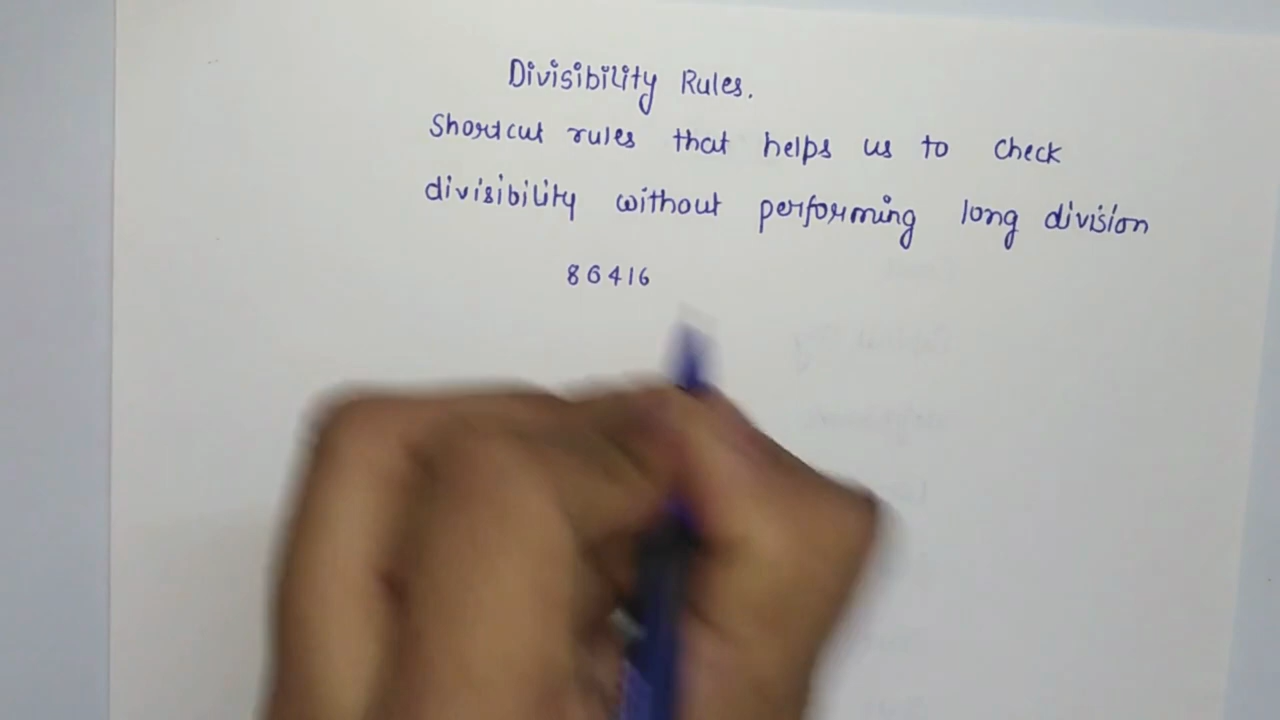 Divisibility Rules.
Shortcut rules that helps us to check
divisibility without performing long division
86416